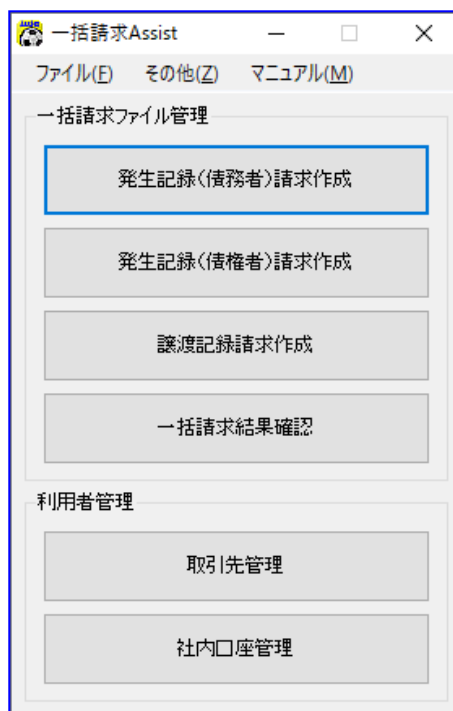 一括請求Assist
ファイル(F) その他(Z) マニュアル(M)
一括請求ファイル管理
発生記録(債務者)請求作成
発生記録(債権者)請求作成
譲渡記録請求作成
一括請求結果確認
利用者管理
取引先管理
社内口座管理